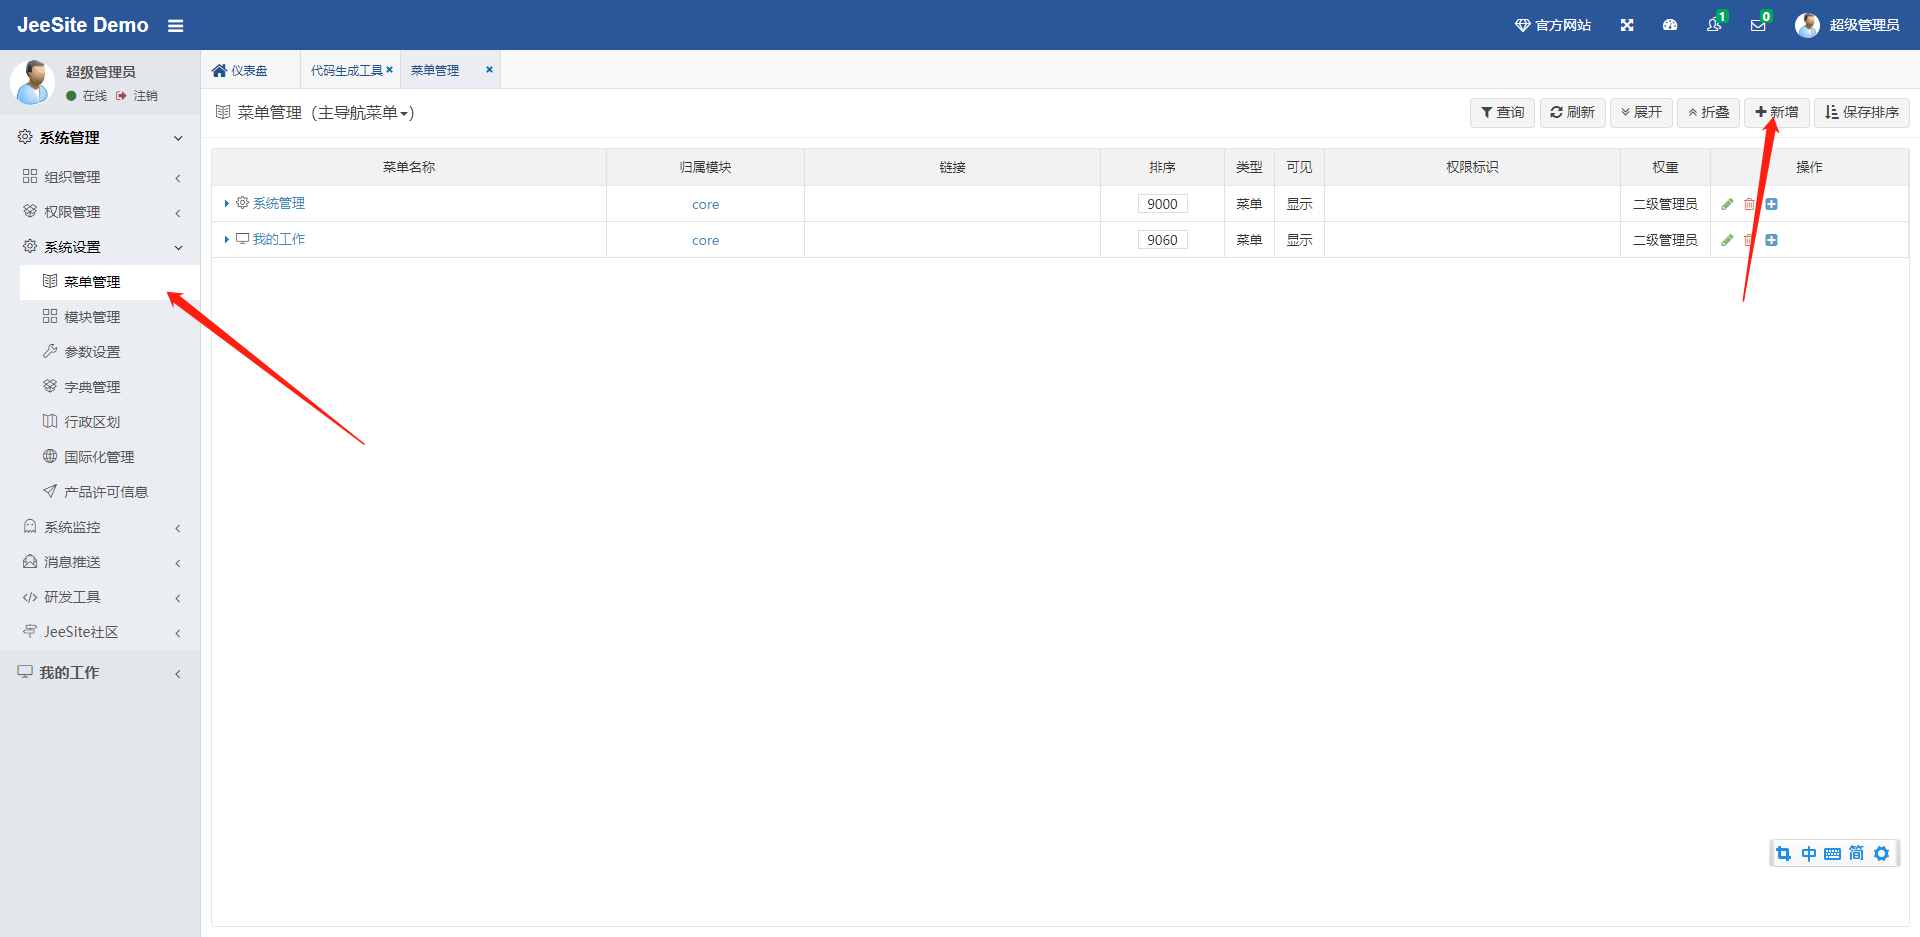 JeeSite Demo
官方网站
1
0
超级管理员
超级管理员
在线 注销
系统管理
组织管理
权限管理
系统设置
菜单管理
模块管理
参数设置
字典管理
行政区划
国际化管理
产品许可信息
系统监控
消息推送
研发工具
JeeSite社区
我的工作
仪表盘 代码生成工具 菜单管理
菜单管理（主导航菜单）
查询 刷新 展开 折叠 新增 保存排序
菜单名称 归属模块 链接 排序 类型 可见 权限标识 权重 操作
系统管理 core 9000 菜单 显示 二级管理员
我的工作 core 9060 菜单 显示 二级管理员
中 简